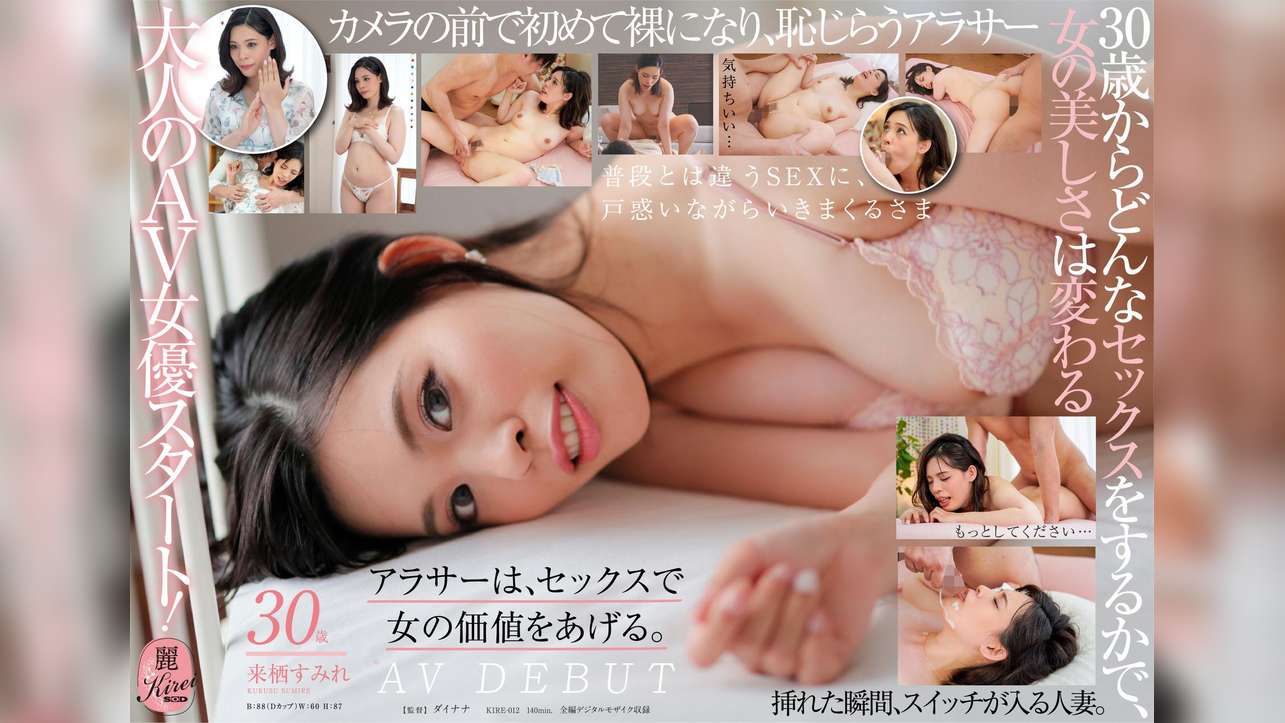 カメラの前で初めて裸になり、恥じらうアラサー
30歳からどんなセックスをするかで、
女の美しさは変わる
大人のAV女優スタート!
気持ちいい…
普段とは違うSEXに、
戸惑いながらいきまくるさま
もっとしてください…
アラサーは、セックスで
女の価値をあげる。
AV DEBUT
30歳
来栖すみれ
KURUSU SUMIRE
B:88(Dカップ) W:60 H:87
【監督】ダイナナ KIRE-012 140min. 全編デジタルモザイク収録
挿れた瞬間、スイッチが入る人妻。
麗
Kirei
SOD